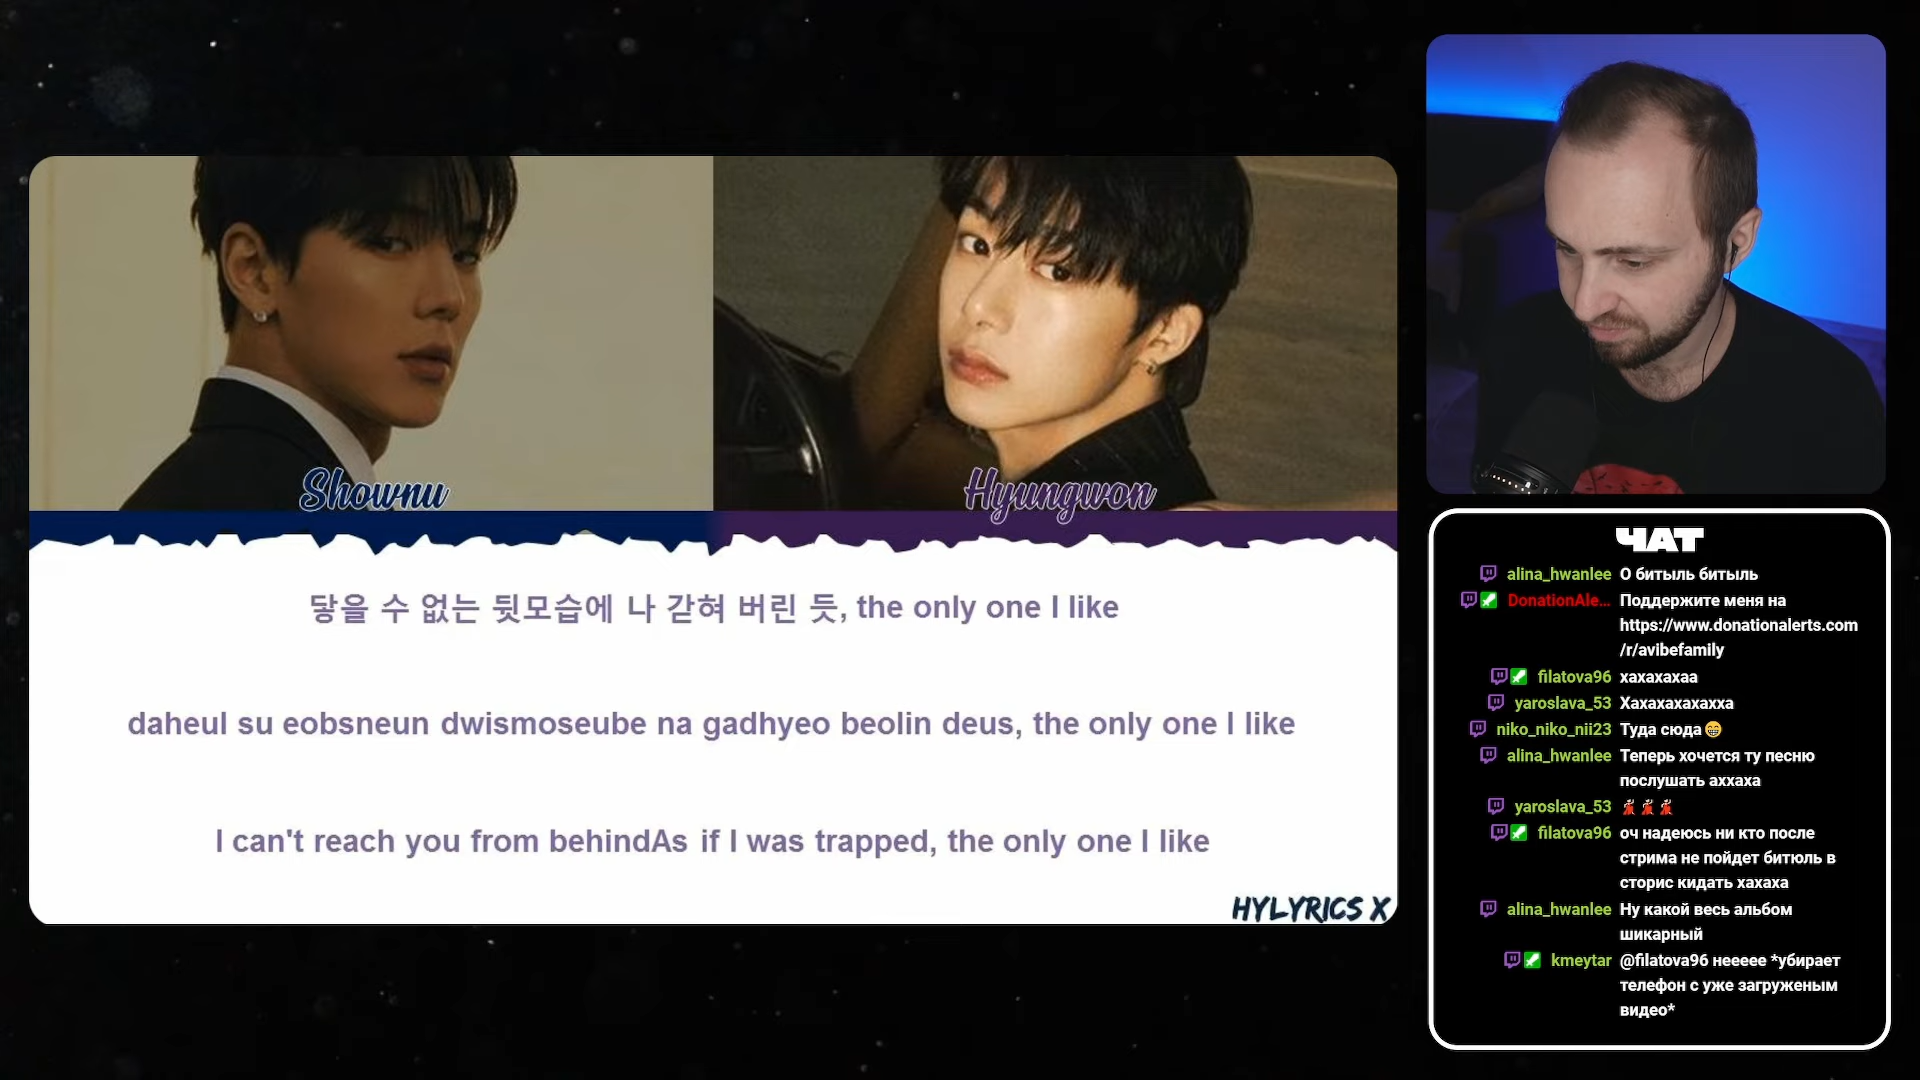 Shownu
Hyungwon
닿을 수 없는 뒷모습에 나 갇혀 버린 듯, the only one I like
daheul su eobsneun dwismoseube na gadhyeo beolin deus, the only one I like
I can't reach you from behindAs if I was trapped, the only one I like
HYLYRICS X
ЧАТ
alina_hwanlee О битыль битыль
DonationAle... Поддержите меня на
https://www.donationalerts.com
/r/avibefamily
filatova96 хахахахаа
yaroslava_53 Хахахахахахха
niko_niko_nii23 Туда сюда😁
alina_hwanlee Теперь хочется ту песню
послушать аххаха
yaroslava_53 💃💃💃
filatova96 оч надеюсь ни кто после
стрима не пойдет битюль в
сторис кидать хахаха
alina_hwanlee Ну какой весь альбом
шикарный
kmeytar @filatova96 неееее *убирает
телефон с уже загруженым
видео*